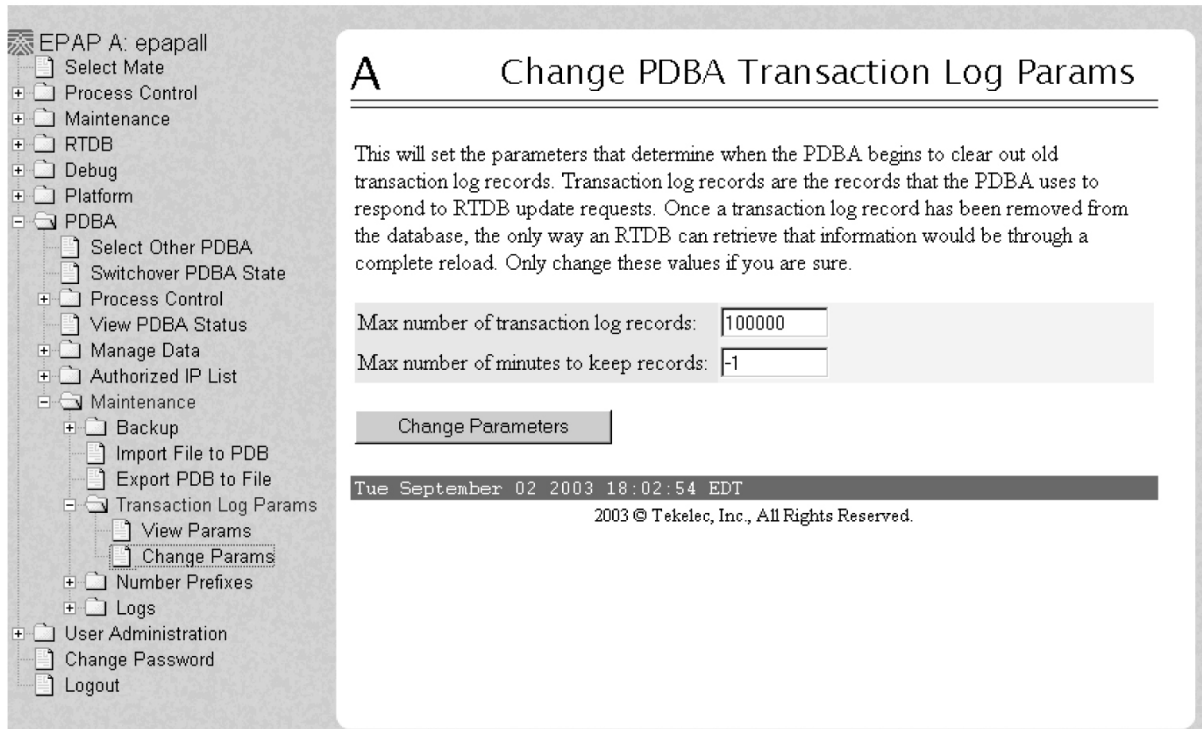 EPAP A: epapall
Select Mate
Process Control
Maintenance
RTDB
Debug
Platform
PDBA
Select Other PDBA
Switchover PDBA State
Process Control
View PDBA Status
Manage Data
Authorized IP List
Maintenance
Backup
Import File to PDB
Export PDB to File
Transaction Log Params
View Params
Change Params
Number Prefixes
Logs
User Administration
Change Password
Logout
A Change PDBA Transaction Log Params
This will set the parameters that determine when the PDBA begins to clear out old
transaction log records. Transaction log records are the records that the PDBA uses to
respond to RTDB update requests. Once a transaction log record has been removed from
the database, the only way an RTDB can retrieve that information would be through a
complete reload. Only change these values if you are sure.
Max number of transaction log records: 100000
Max number of minutes to keep records: -1
Change Parameters
Tue September 02 2003 18:02:54 EDT
2003 © Tekelec, Inc., All Rights Reserved.